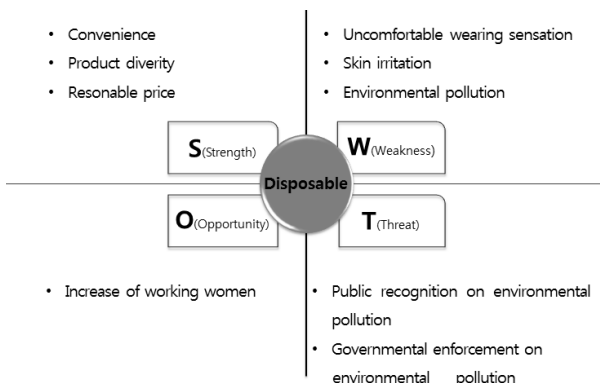 • Convenience
• Product diverity
• Resonable price
• Uncomfortable wearing sensation
• Skin irritation
• Environmental pollution
S(Strength)
W(Weakness)
Disposable
O(Opportunity)
T(Threat)
• Increase of working women
• Public recognition on environmental
pollution
• Governmental enforcement on
environmental pollution